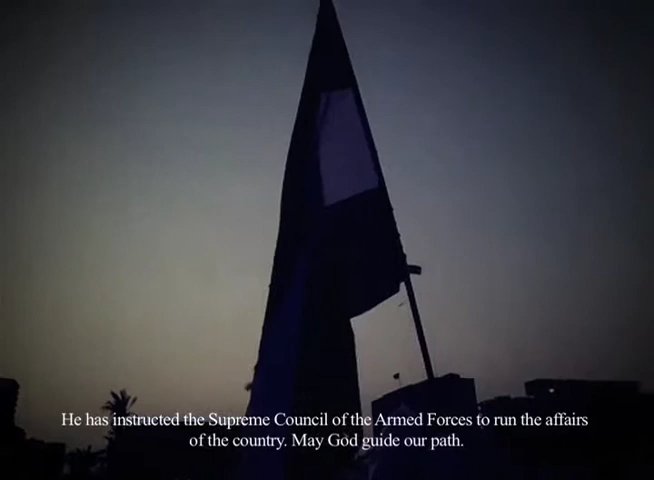 He has instructed the Supreme Council of the Armed Forces to run the affairs
of the country. May God guide our path.